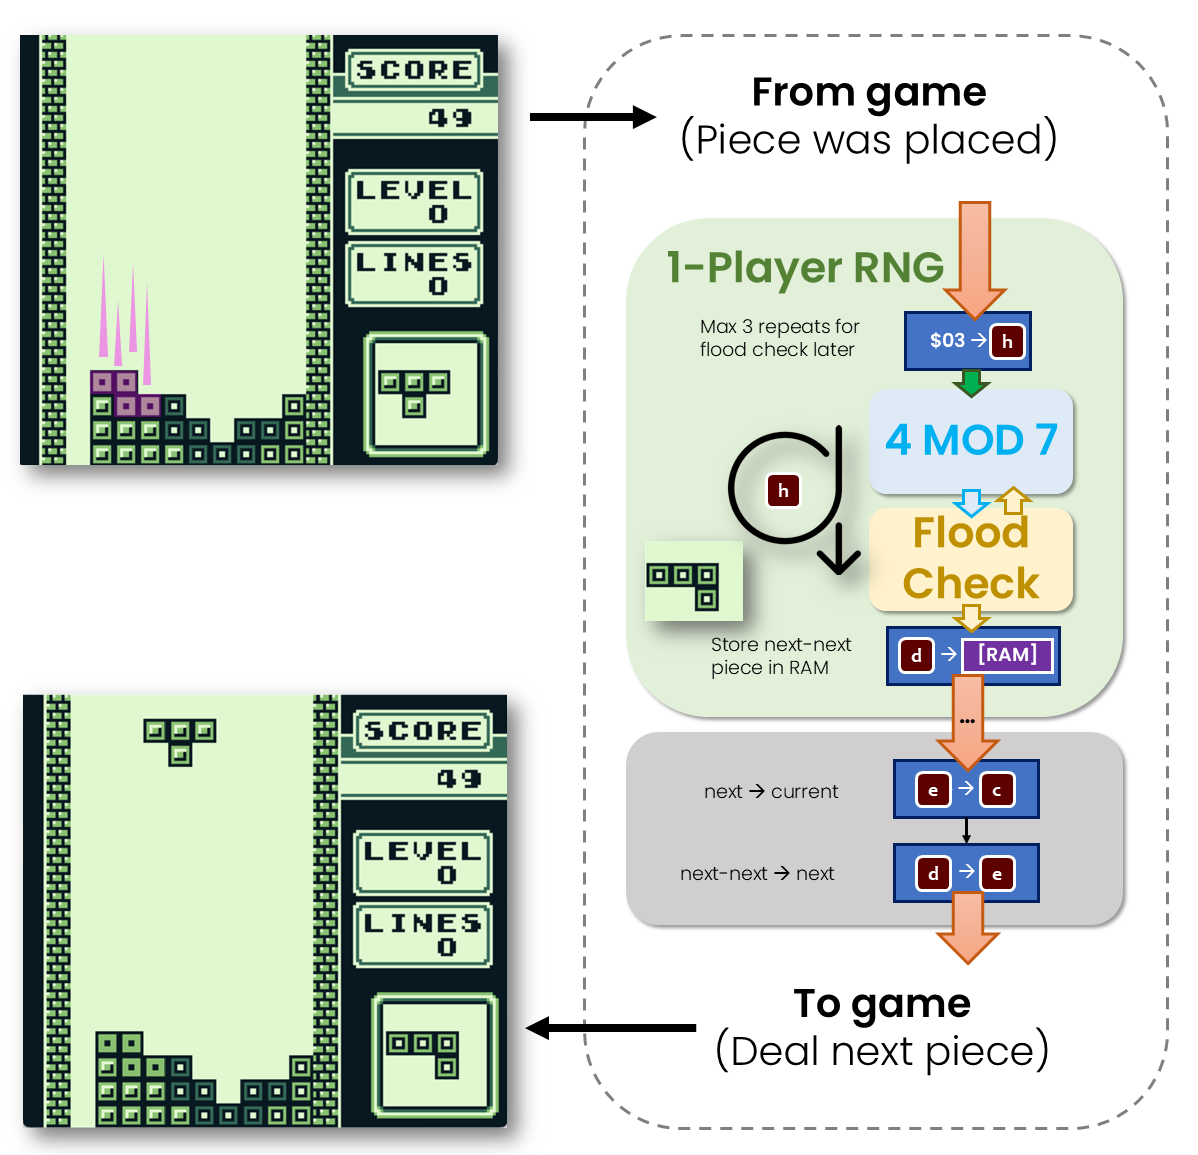 SCORE
49
LEVEL
0
LINES
0
From game
(Piece was placed)
1-Player RNG
Max 3 repeats for
flood check later
$03 → h
4 MOD 7
h
Flood
Check
Store next-next
piece in RAM
d → [RAM]
...
next → current
e → c
next-next → next
d → e
To game
(Deal next piece)
SCORE
49
LEVEL
0
LINES
0